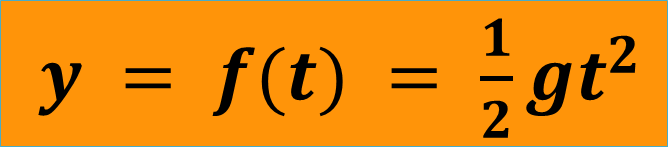 y = f(t) = 1/2 gt²